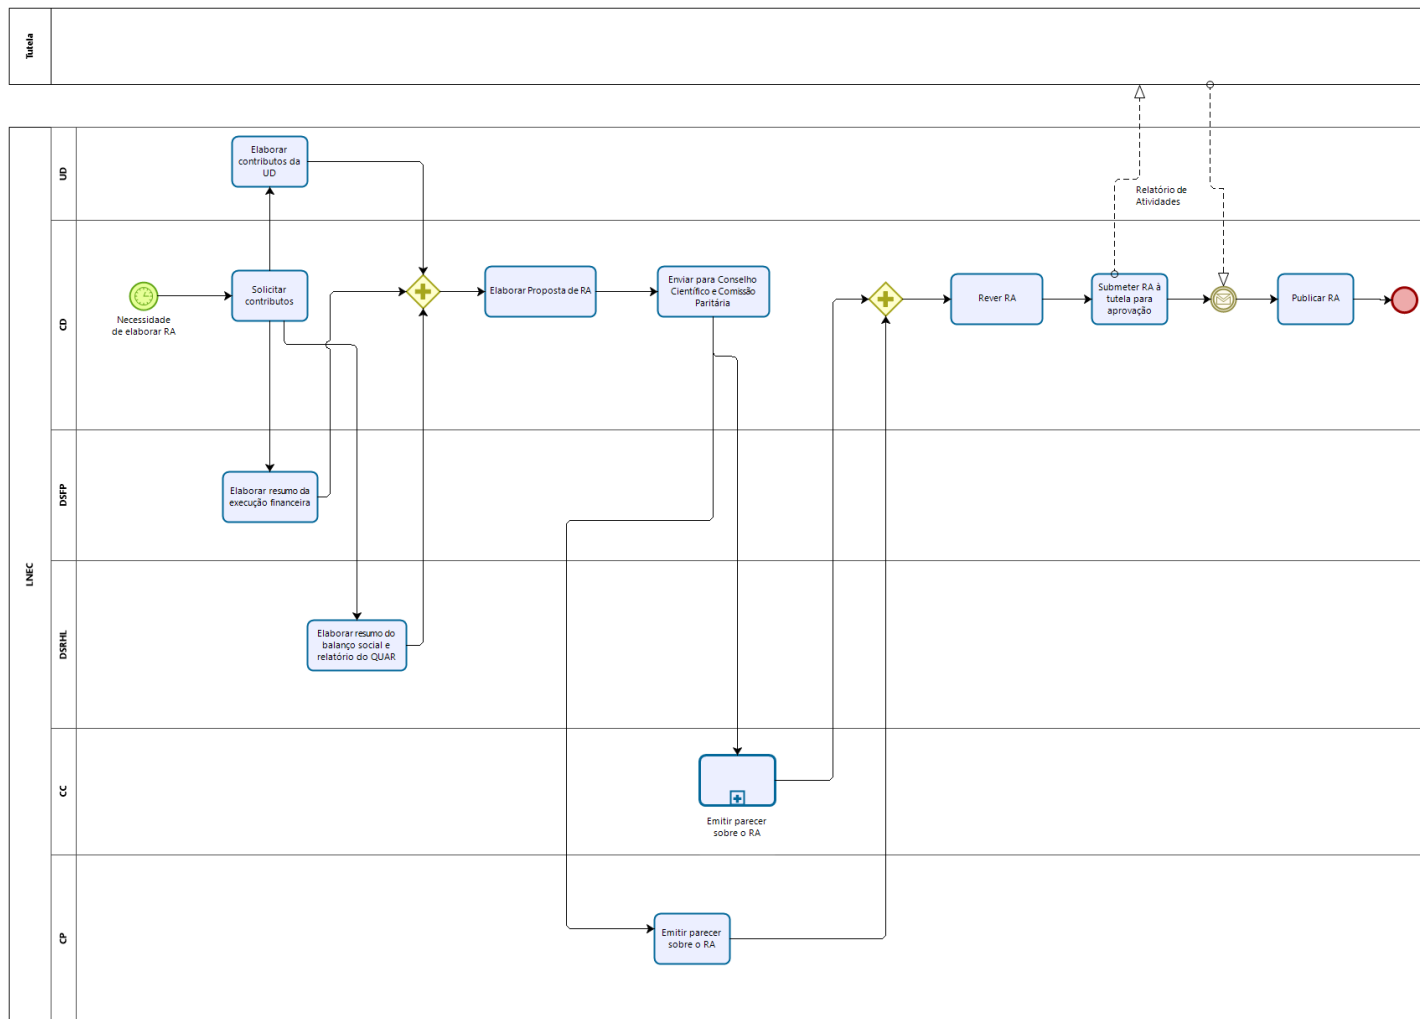 Tutela
LNEC
UD
Elaborar
contributos da
UD
Relatório de
Atividades
CD
Necessidade
de elaborar RA
Solicitar
contributos
Elaborar Proposta de RA
Enviar para Conselho
Científico e Comissão
Paritária
Rever RA
Submeter RA à
tutela para
aprovação
Publicar RA
DSFP
Elaborar resumo da
execução financeira
DSRHL
Elaborar resumo do
balanço social e
relatório do QUAR
CC
Emitir parecer
sobre o RA
CP
Emitir parecer
sobre o RA